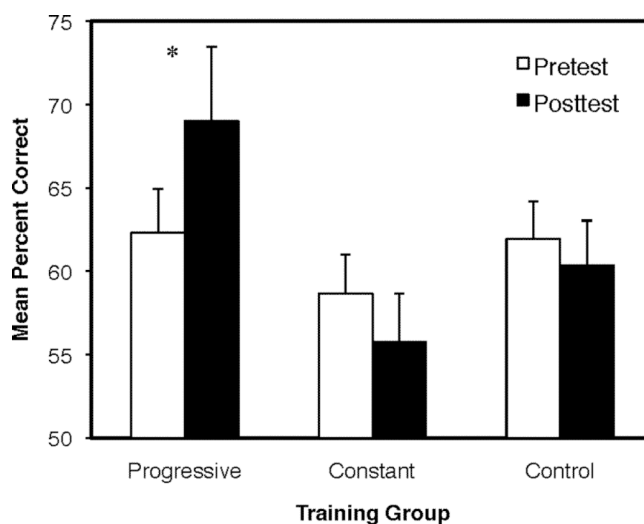 75
70
65
60
55
50
Mean Percent Correct
*
Pretest
Posttest
Progressive Constant Control
Training Group